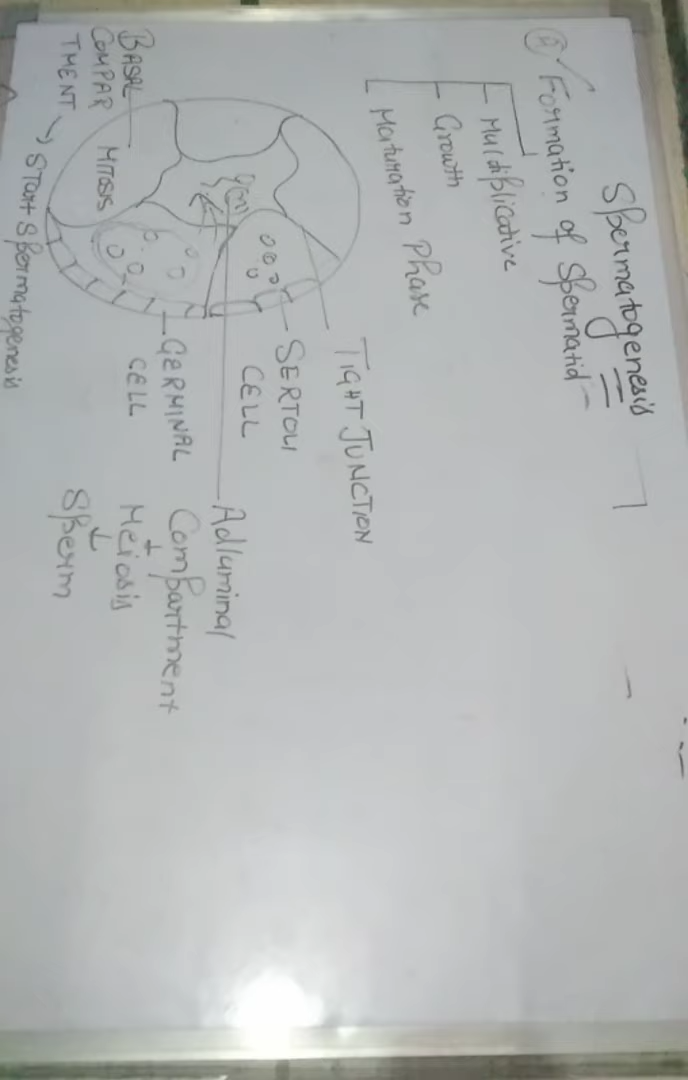 Spermatogenesis
A Formation of Spermatid -
Multiplicative
Growth
Maturation Phase
TIGHT JUNCTION
SERTOLI
CELL
GERMINAL
CELL
Adluminal
Compartment
↓
Meiosis
↓
Sperm
BASAL
COMPAR
TMENT
MITOSIS
→ START Spermatogenesis